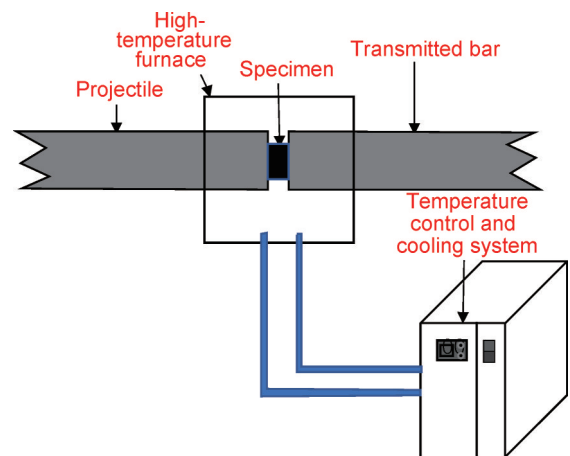 High-
temperature
furnace
Projectile
Specimen
Transmitted bar
Temperature
control and
cooling system